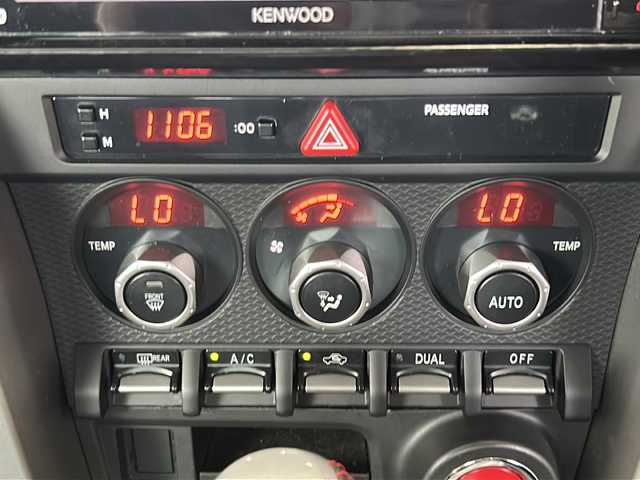 KENWOOD
H
M
1106
:00
PASSENGER
LO
LO
TEMP
TEMP
FRONT
AUTO
REAR
A/C
DUAL
OFF